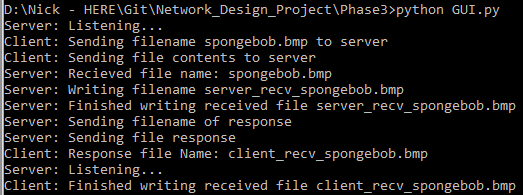 D:\Nick - HERE\Git\Network_Design_Project\Phase3>python GUI.py
Server: Listening...
Client: Sending filename spongebob.bmp to server
Client: Sending file contents to server
Server: Recieved file name: spongebob.bmp
Server: Writing filename server_recv_spongebob.bmp
Server: Finished writing received file server_recv_spongebob.bmp
Server: Sending filename of response
Server: Sending file response
Client: Response file Name: client_recv_spongebob.bmp
Server: Listening...
Client: Finished writing received file client_recv_spongebob.bmp